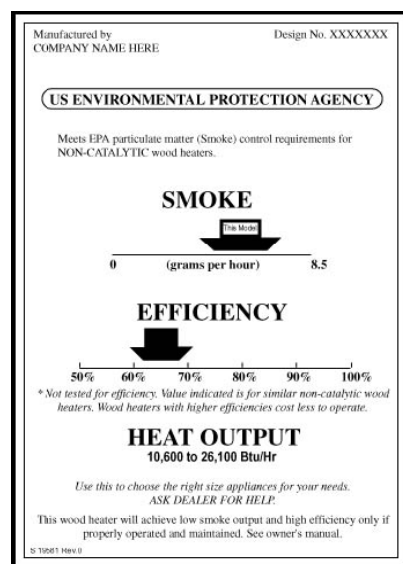 Manufactured by
COMPANY NAME HERE
Design No. XXXXXXX
US ENVIRONMENTAL PROTECTION AGENCY
Meets EPA particulate matter (Smoke) control requirements for
NON-CATALYTIC wood heaters.
SMOKE
This Model
0 (grams per hour) 8.5
EFFICIENCY
50% 60% 70% 80% 90% 100%
* Not tested for efficiency. Value indicated is for similar non-catalytic wood
heaters. Wood heaters with higher efficiencies cost less to operate.
HEAT OUTPUT
10,600 to 26,100 Btu/Hr
Use this to choose the right size appliances for your needs.
ASK DEALER FOR HELP.
This wood heater will achieve low smoke output and high efficiency only if
properly operated and maintained. See owner's manual.
S 19581 Rev.0